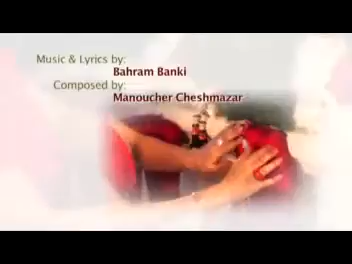 Music & Lyrics by:
Bahram Banki
Composed by:
Manoucher Cheshmazar